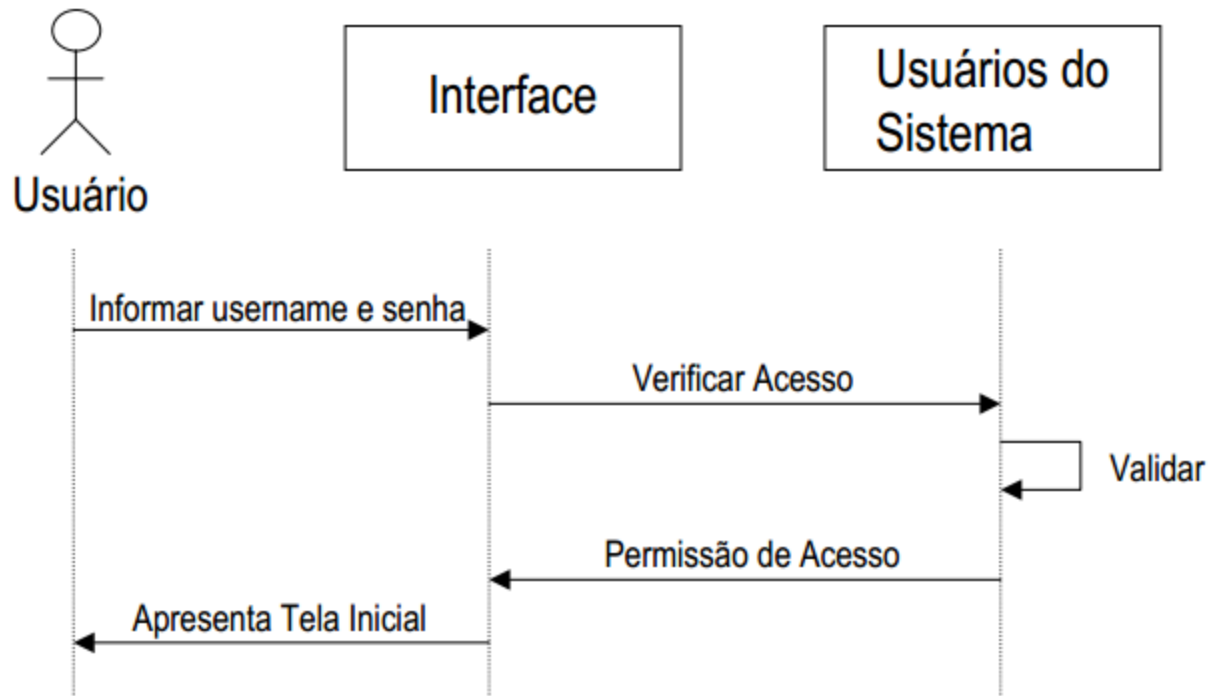 Interface
Usuários do
Sistema
Usuário
Informar username e senha
Verificar Acesso
Validar
Permissão de Acesso
Apresenta Tela Inicial